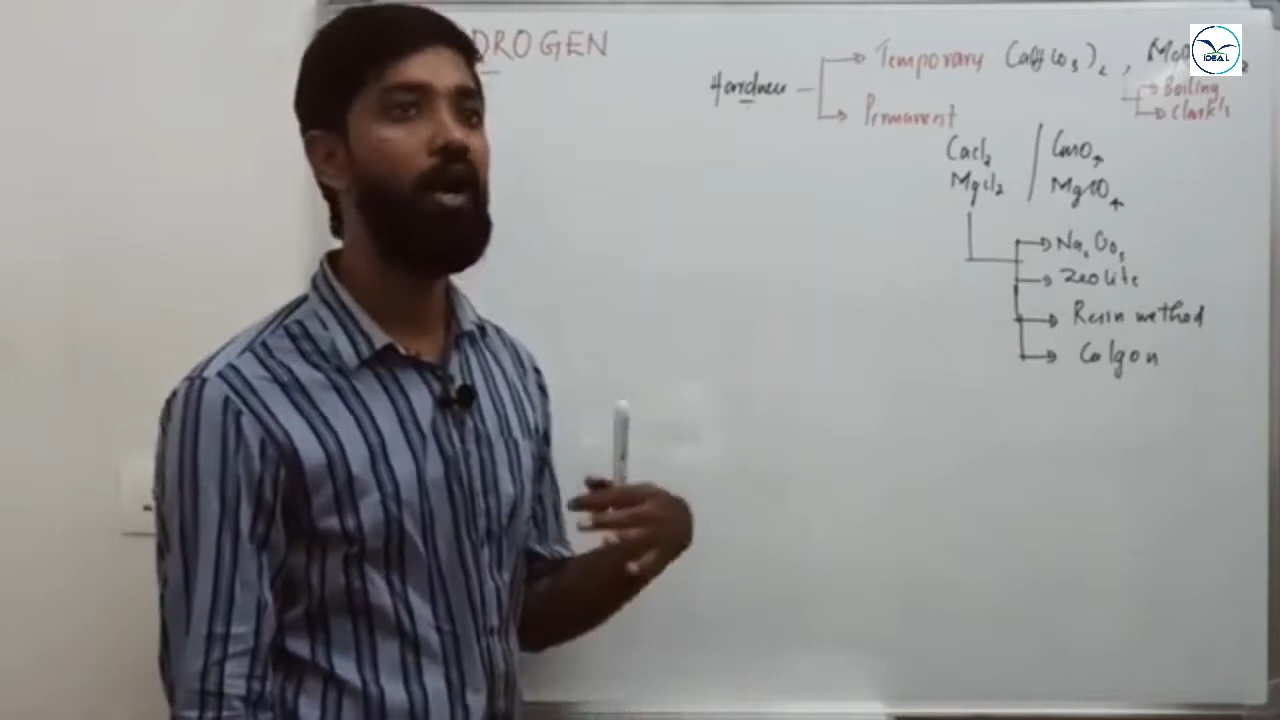 DROGEN
Hardness Temporary Ca(HCO3)2 ,
Boiling
Clark's
Permanent
CaCl2 / CaSO4
MgCl2 MgSO4
Na2CO3
Zeolite
Resin method
Calgon
IDEAL